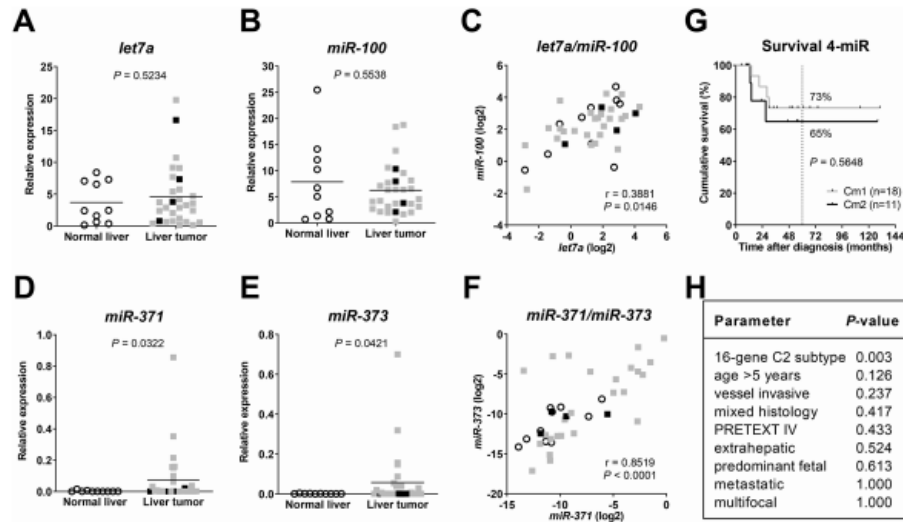 A
let7a
P = 0.5234
Relative expression
25
20
15
10
5
0
Normal liver
Liver tumor
B
miR-100
P = 0.5538
Relative expression
30
25
20
15
10
5
0
Normal liver
Liver tumor
C
let7a/miR-100
miR-100 (log2)
6
4
2
0
-2
-4
r = 0.3881
P = 0.0146
-4 -2 0 2 4 6
let7a (log2)
G
Survival 4-miR
Cumulative survival (%)
100
80
60
40
20
0
73%
65%
P = 0.5648
Cm1 (n=18)
Cm2 (n=11)
0 24 48 72 96 120 144
Time after diagnosis (months)
D
miR-371
P = 0.0322
Relative expression
1.0
0.8
0.6
0.4
0.2
0.0
Normal liver
Liver tumor
E
miR-373
P = 0.0421
Relative expression
0.8
0.6
0.4
0.2
0.0
Normal liver
Liver tumor
F
miR-371/miR-373
miR-373 (log2)
0
-5
-10
-15
-20
r = 0.8519
P < 0.0001
-15 -10 -5 0
miR-371 (log2)
H
Parameter P-value
16-gene C2 subtype 0.003
age >5 years 0.126
vessel invasive 0.237
mixed histology 0.417
PRETEXT IV 0.433
extrahepatic 0.524
predominant fetal 0.613
metastatic 1.000
multifocal 1.000